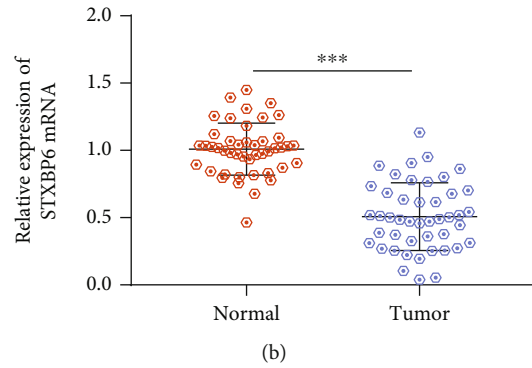 Relative expression of
STXBP6 mRNA
2.0
1.5
1.0
0.5
0.0
***
Normal
Tumor
(b)